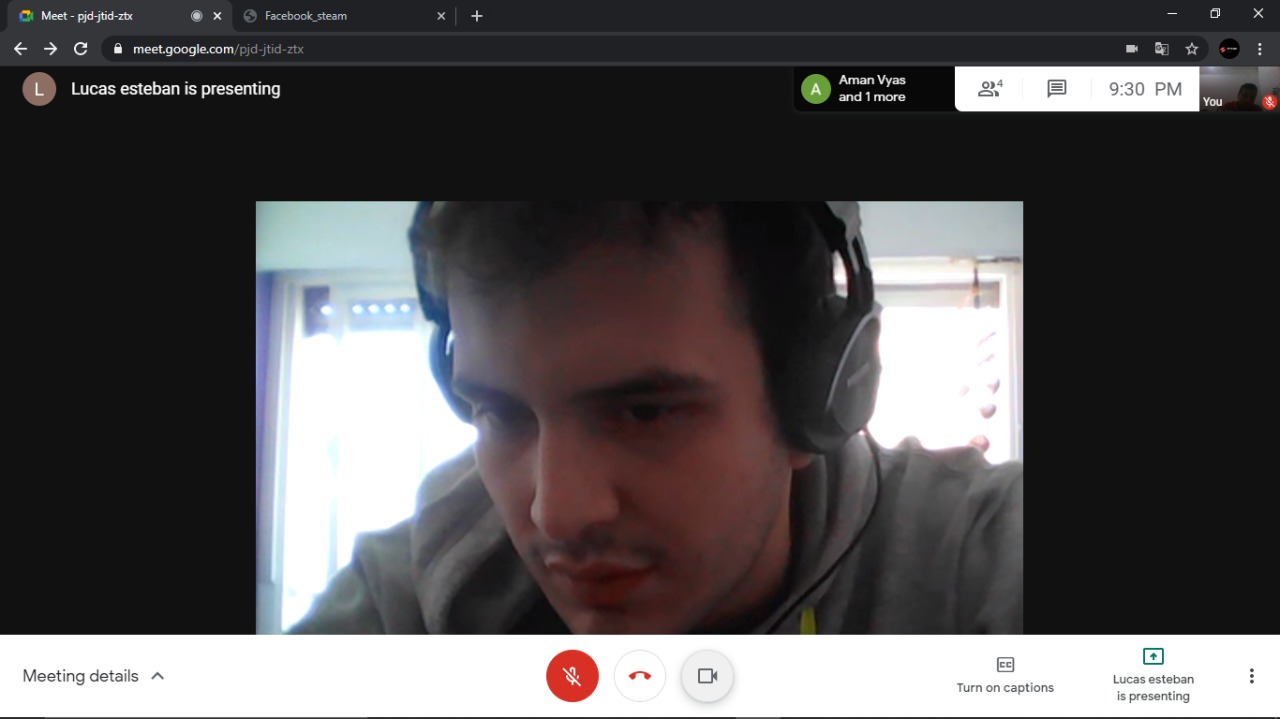 Meet - pjd-jtid-ztx
Facebook_steam
meet.google.com/pjd-jtid-ztx
L
Lucas esteban is presenting
A
Aman Vyas
and 1 more
4
9:30 PM
You
Meeting details
CC
Turn on captions
Lucas esteban
is presenting